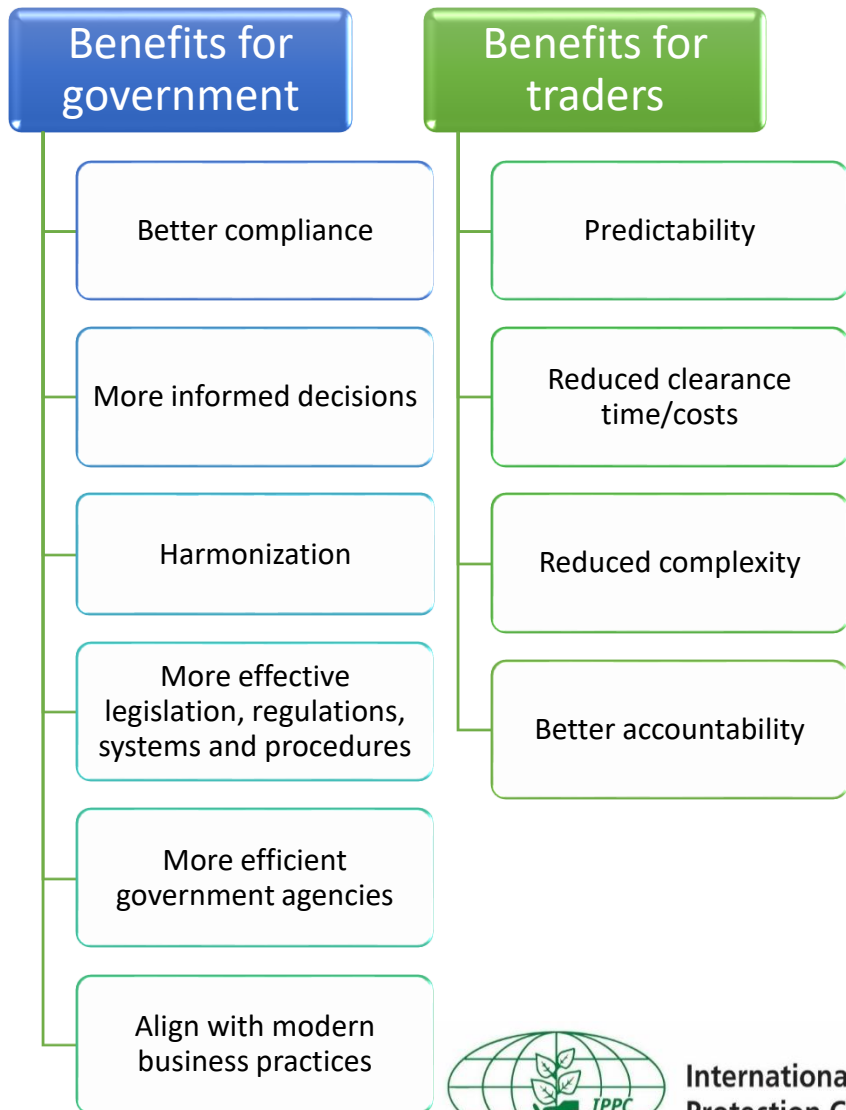 Benefits for
government
Better compliance
More informed decisions
Harmonization
More effective
legislation, regulations,
systems and procedures
More efficient
government agencies
Align with modern
business practices
Benefits for
traders
Predictability
Reduced clearance
time/costs
Reduced complexity
Better accountability
IPPC
Internationa
Protection